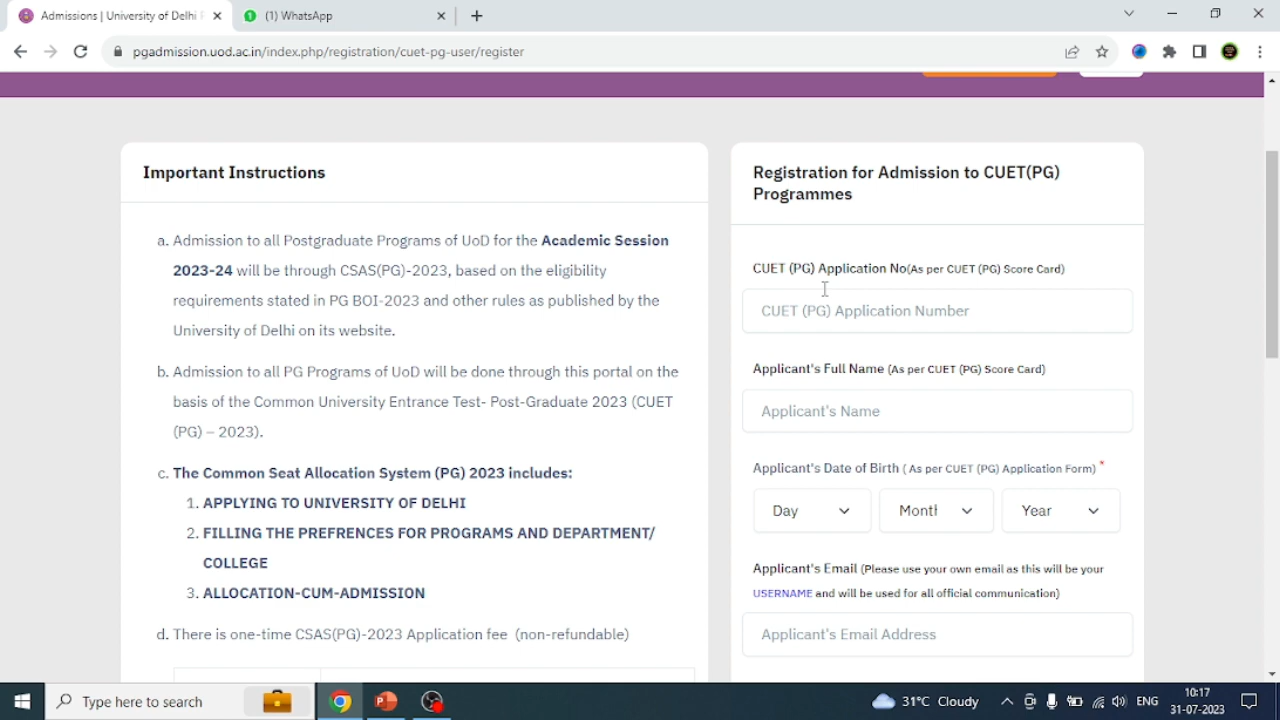 Admissions | University of Delhi
(1) WhatsApp
pgadmission.uod.ac.in/index.php/registration/cuet-pg-user/register
Important Instructions
a. Admission to all Postgraduate Programs of UoD for the Academic Session
2023-24 will be through CSAS(PG)-2023, based on the eligibility
requirements stated in PG BOI-2023 and other rules as published by the
University of Delhi on its website.
b. Admission to all PG Programs of UoD will be done through this portal on the
basis of the Common University Entrance Test- Post-Graduate 2023 (CUET
(PG) – 2023).
c. The Common Seat Allocation System (PG) 2023 includes:
1. APPLYING TO UNIVERSITY OF DELHI
2. FILLING THE PREFRENCES FOR PROGRAMS AND DEPARTMENT/
COLLEGE
3. ALLOCATION-CUM-ADMISSION
d. There is one-time CSAS(PG)-2023 Application fee (non-refundable)
Registration for Admission to CUET(PG)
Programmes
CUET (PG) Application No(As per CUET (PG) Score Card)
CUET (PG) Application Number
Applicant's Full Name (As per CUET (PG) Score Card)
Applicant's Name
Applicant's Date of Birth ( As per CUET (PG) Application Form) *
Day Month Year
Applicant's Email (Please use your own email as this will be your
USERNAME and will be used for all official communication)
Applicant's Email Address
Type here to search
31°C Cloudy
ENG
10:17
31-07-2023